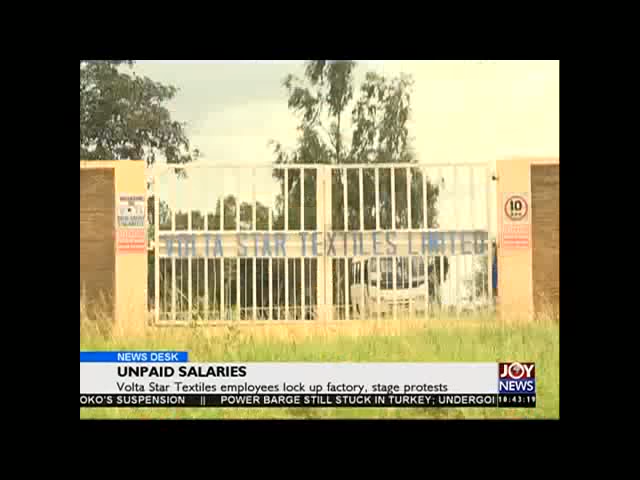 VOLTA STAR TEXTILES LIMITED
10
NEWS DESK
UNPAID SALARIES
Volta Star Textiles employees lock up factory, stage protests
JOY
NEWS
10:43:19
OKO'S SUSPENSION || POWER BARGE STILL STUCK IN TURKEY; UNDERGOI